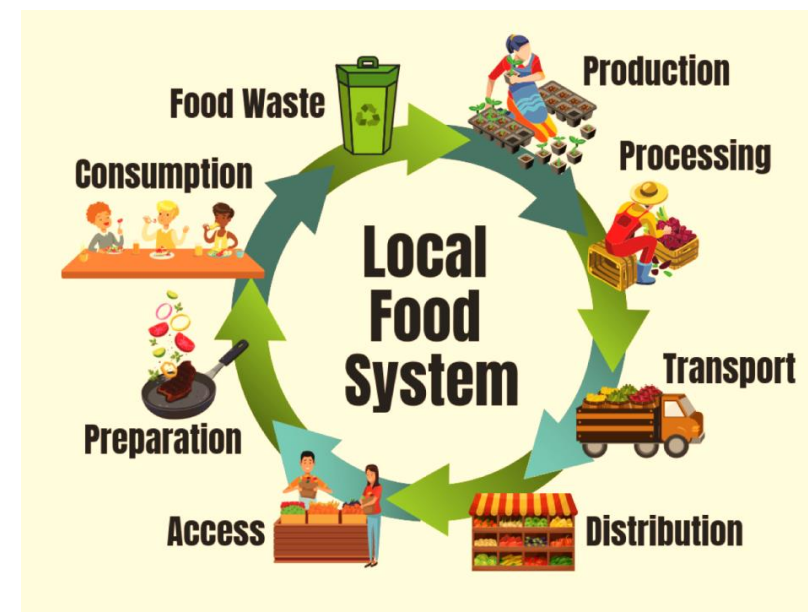 Food Waste
Production
Processing
Consumption
Local
Food
System
Transport
Preparation
Access
Distribution